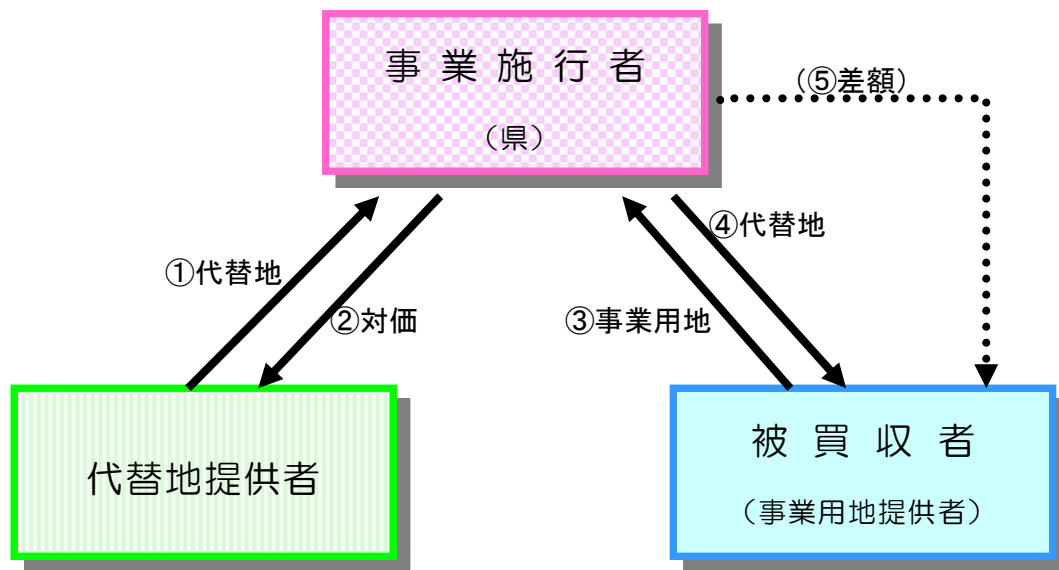 事業施行者
（県）
（⑤差額）
①代替地
②対価
③事業用地
④代替地
代替地提供者
被買収者
（事業用地提供者）